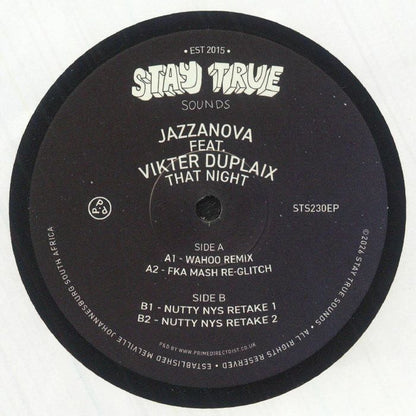 • EST 2015 •
STAY TRUE
SOUNDS
JAZZANOVA
FEAT.
VIKTER DUPLAIX
THAT NIGHT
STS230EP
SIDE A
A1 - WAHOO REMIX
A2 - FKA MASH RE-GLITCH
SIDE B
B1 - NUTTY NYS RETAKE 1
B2 - NUTTY NYS RETAKE 2
P&D BY WWW.PRIMEDIRECTDIST.CO.UK
©2026 STAY TRUE SOUNDS • ALL RIGHTS RESERVED • ESTABLISHED MELVILLE JOHANNESBURG SOUTH AFRICA